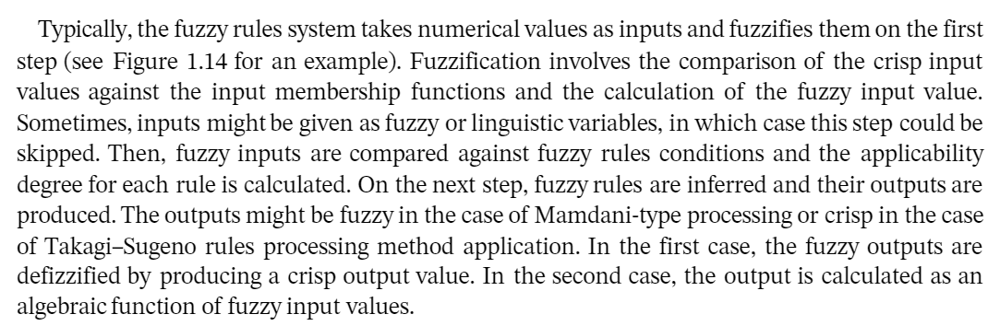 Typically, the fuzzy rules system takes numerical values as inputs and fuzzifies them on the first
step (see Figure 1.14 for an example). Fuzzification involves the comparison of the crisp input
values against the input membership functions and the calculation of the fuzzy input value.
Sometimes, inputs might be given as fuzzy or linguistic variables, in which case this step could be
skipped. Then, fuzzy inputs are compared against fuzzy rules conditions and the applicability
degree for each rule is calculated. On the next step, fuzzy rules are inferred and their outputs are
produced. The outputs might be fuzzy in the case of Mamdani-type processing or crisp in the case
of Takagi–Sugeno rules processing method application. In the first case, the fuzzy outputs are
defizzified by producing a crisp output value. In the second case, the output is calculated as an
algebraic function of fuzzy input values.